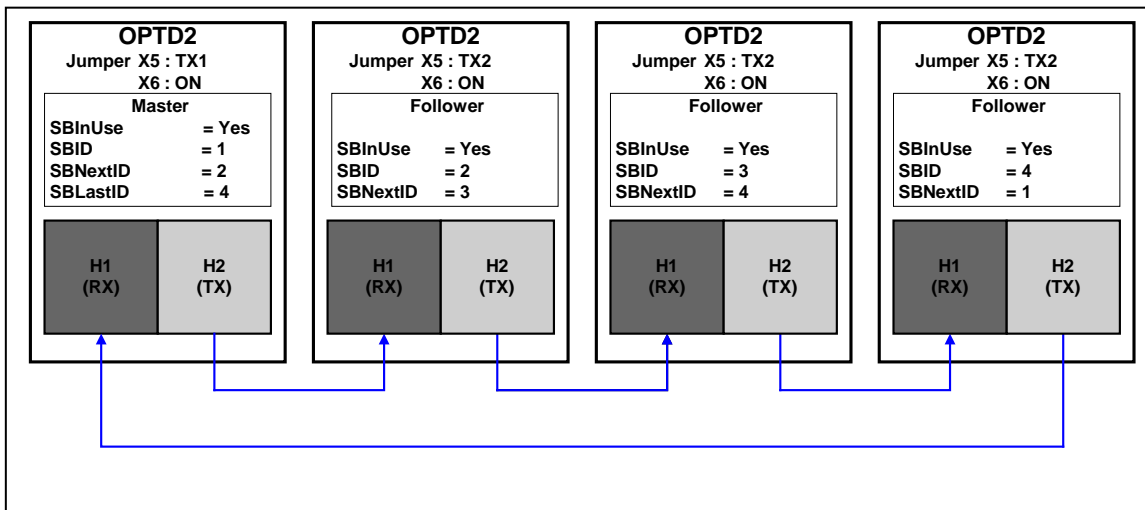 OPTD2
Jumper X5 : TX1
X6 : ON
Master
SBInUse = Yes
SBID = 1
SBNextID = 2
SBLastID = 4
H1
(RX)
H2
(TX)
OPTD2
Jumper X5 : TX2
X6 : ON
Follower
SBInUse = Yes
SBID = 2
SBNextID = 3
H1
(RX)
H2
(TX)
OPTD2
Jumper X5 : TX2
X6 : ON
Follower
SBInUse = Yes
SBID = 3
SBNextID = 4
H1
(RX)
H2
(TX)
OPTD2
Jumper X5 : TX2
X6 : ON
Follower
SBInUse = Yes
SBID = 4
SBNextID = 1
H1
(RX)
H2
(TX)